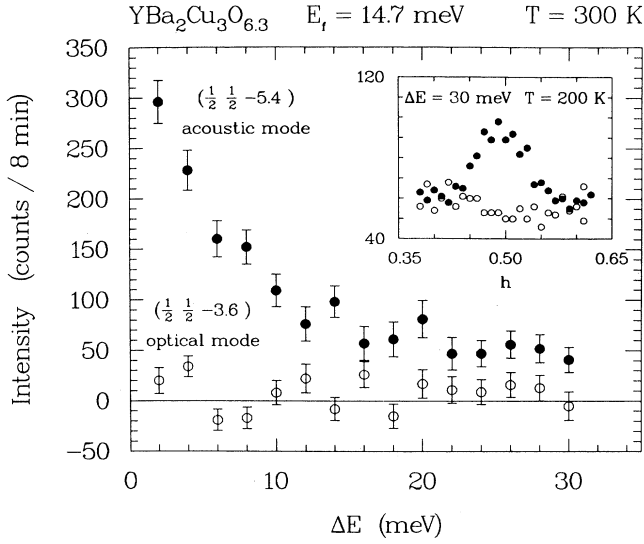 YBa₂Cu₃O₆.₃ E_f = 14.7 meV T = 300 K
350
300
250
200
150
100
50
0
−50
Intensity (counts / 8 min)
(½ ½ −5.4)
acoustic mode
(½ ½ −3.6)
optical mode
120
40
ΔE = 30 meV T = 200 K
0.35 0.50 0.65
h
0 10 20 30
ΔE (meV)